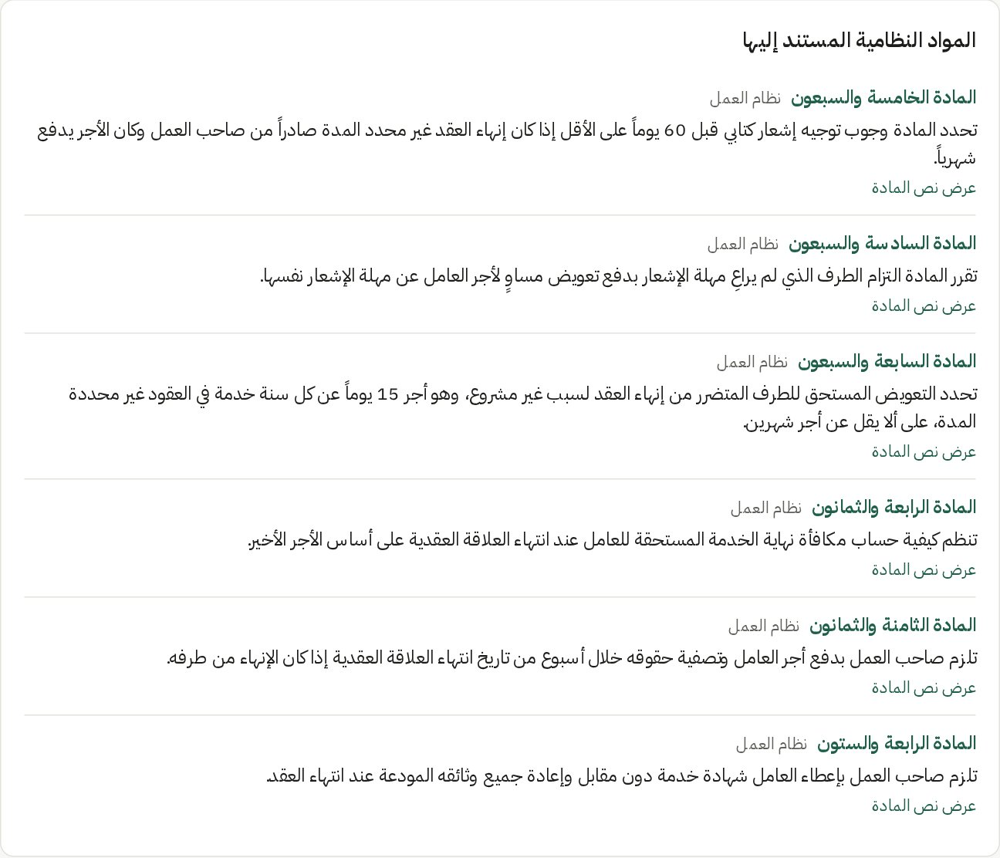 المواد النظامية المستند إليها
المادة الخامسة والسبعون نظام العمل
تحدد المادة وجوب توجيه إشعار كتابي قبل 60 يوماً على الأقل إذا كان إنهاء العقد غير محدد المدة صادراً من صاحب العمل وكان الأجر يدفع
شهرياً.
عرض نص المادة
المادة السادسة والسبعون نظام العمل
تقرر المادة التزام الطرف الذي لم يراعِ مهلة الإشعار بدفع تعويض مساوٍ لأجر العامل عن مهلة الإشعار نفسها.
عرض نص المادة
المادة السابعة والسبعون نظام العمل
تحدد التعويض المستحق للطرف المتضرر من إنهاء العقد لسبب غير مشروع، وهو أجر 15 يوماً عن كل سنة خدمة في العقود غير محددة
المدة، على ألا يقل عن أجر شهرين.
عرض نص المادة
المادة الرابعة والثمانون نظام العمل
تنظم كيفية حساب مكافأة نهاية الخدمة المستحقة للعامل عند انتهاء العلاقة العقدية على أساس الأجر الأخير.
عرض نص المادة
المادة الثامنة والثمانون نظام العمل
تلزم صاحب العمل بدفع أجر العامل وتصفية حقوقه خلال أسبوع من تاريخ انتهاء العلاقة العقدية إذا كان الإنهاء من طرفه.
عرض نص المادة
المادة الرابعة والستون نظام العمل
تلزم صاحب العمل بإعطاء العامل شهادة خدمة دون مقابل وإعادة جميع وثائقه المودعة عند انتهاء العقد.
عرض نص المادة